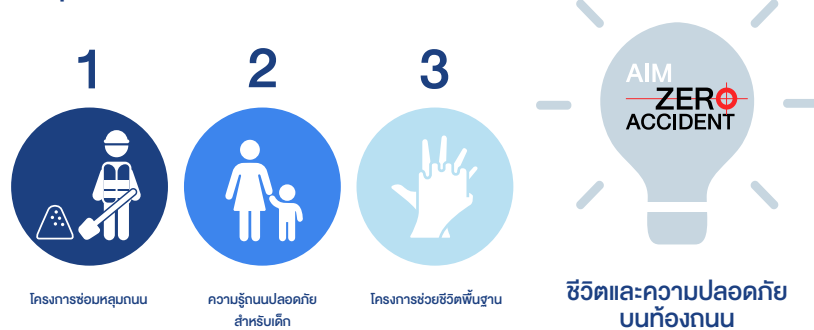 1
2
3
โครงการซ่อมหลุมถนน
ความรู้ถนนปลอดภัย
สำหรับเด็ก
โครงการช่วยชีวิตพื้นฐาน
AIM
ZERO
ACCIDENT
ชีวิตและความปลอดภัย
บนท้องถนน